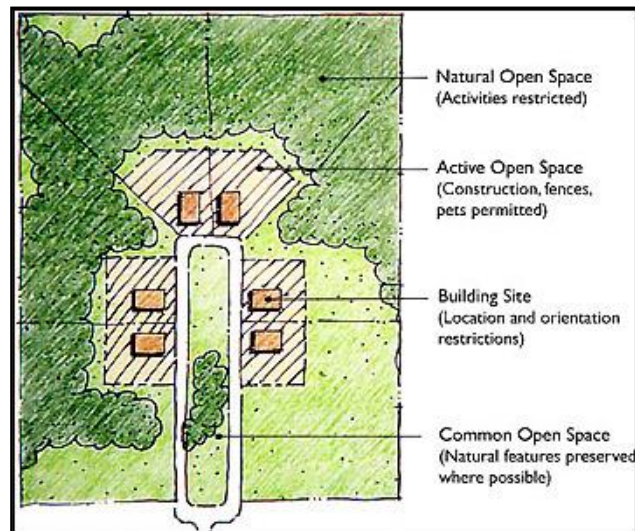 Natural Open Space
(Activities restricted)
Active Open Space
(Construction, fences,
pets permitted)
Building Site
(Location and orientation
restrictions)
Common Open Space
(Natural features preserved
where possible)